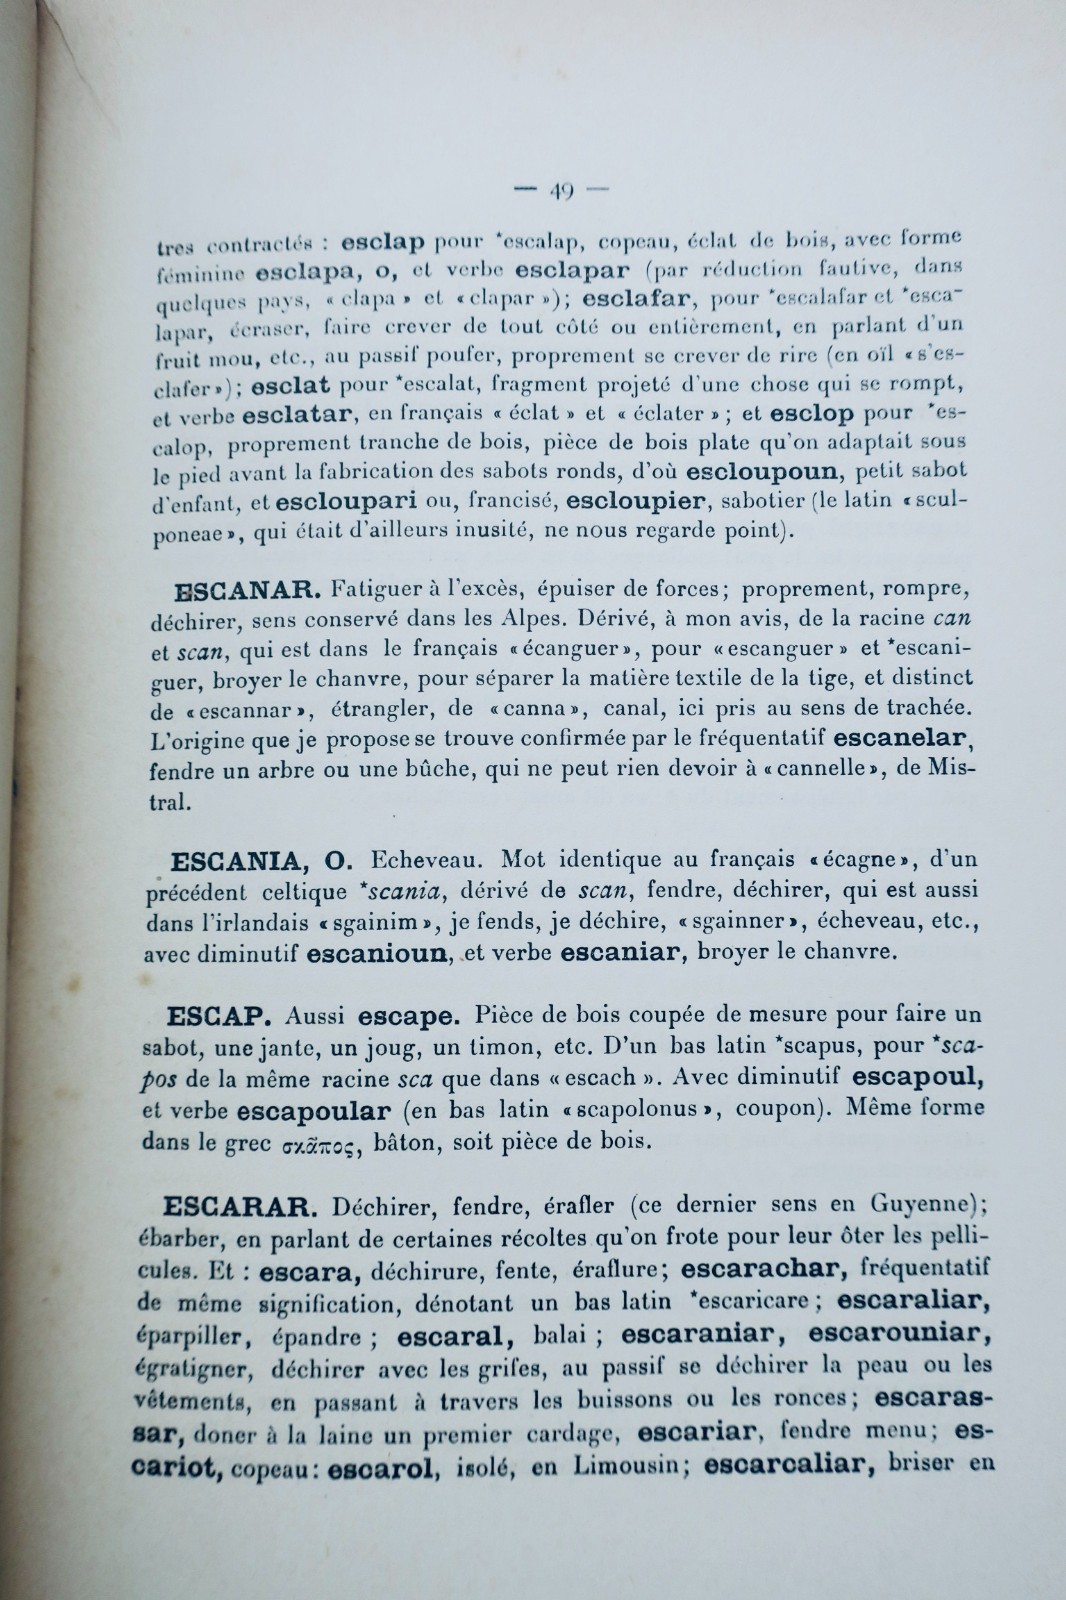 — 49 —
tres contractés : esclap pour *escalap, copeau, éclat de bois, avec forme
féminine esclapa, o, et verbe esclapar (par réduction fautive, dans
quelques pays, « clapa » et « clapar »); esclafar, pour *escalafar et *esca-
lapar, écraser, faire crever de tout côté ou entièrement, en parlant d'un
fruit mou, etc., au passif poufer, proprement se crever de rire (en oïl « s'es-
clafer »); esclat pour *escalat, fragment projeté d'une chose qui se rompt,
et verbe esclatar, en français « éclat » et « éclater » ; et esclop pour *es-
calop, proprement tranche de bois, pièce de bois plate qu'on adaptait sous
le pied avant la fabrication des sabots ronds, d'où escloupoun, petit sabot
d'enfant, et escloupari ou, francisé, escloupier, sabotier (le latin « scul-
poneae », qui était d'ailleurs inusité, ne nous regarde point).
ESCANAR. Fatiguer à l'excès, épuiser de forces; proprement, rompre,
déchirer, sens conservé dans les Alpes. Dérivé, à mon avis, de la racine can
et scan, qui est dans le français « écanguer », pour « escanguer » et *escani-
guer, broyer le chanvre, pour séparer la matière textile de la tige, et distinct
de « escannar », étrangler, de « canna », canal, ici pris au sens de trachée.
L'origine que je propose se trouve confirmée par le fréquentatif escanelar,
fendre un arbre ou une bûche, qui ne peut rien devoir à « cannelle », de Mis-
tral.
ESCANIA, O. Echeveau. Mot identique au français « écagne », d'un
précédent celtique *scania, dérivé de scan, fendre, déchirer, qui est aussi
dans l'irlandais « sgainim », je fends, je déchire, « sgainner », écheveau, etc.,
avec diminutif escanioun, et verbe escaniar, broyer le chanvre.
ESCAP. Aussi escape. Pièce de bois coupée de mesure pour faire un
sabot, une jante, un joug, un timon, etc. D'un bas latin *scapus, pour *sca-
pos de la même racine sca que dans « escach ». Avec diminutif escapoul,
et verbe escapoular (en bas latin « scapolonus », coupon). Même forme
dans le grec σκᾶπος, bâton, soit pièce de bois.
ESCARAR. Déchirer, fendre, érafler (ce dernier sens en Guyenne);
ébarber, en parlant de certaines récoltes qu'on frote pour leur ôter les pelli-
cules. Et : escara, déchirure, fente, éraflure; escarachar, fréquentatif
de même signification, dénotant un bas latin *escaricare ; escaraliar,
éparpiller, épandre ; escaral, balai ; escaraniar, escarouniar,
égratigner, déchirer avec les grifes, au passif se déchirer la peau ou les
vêtements, en passant à travers les buissons ou les ronces; escaras-
sar, doner à la laine un premier cardage, escariar, fendre menu; es-
cariot, copeau: escarol, isolé, en Limousin; escarcaliar, briser en